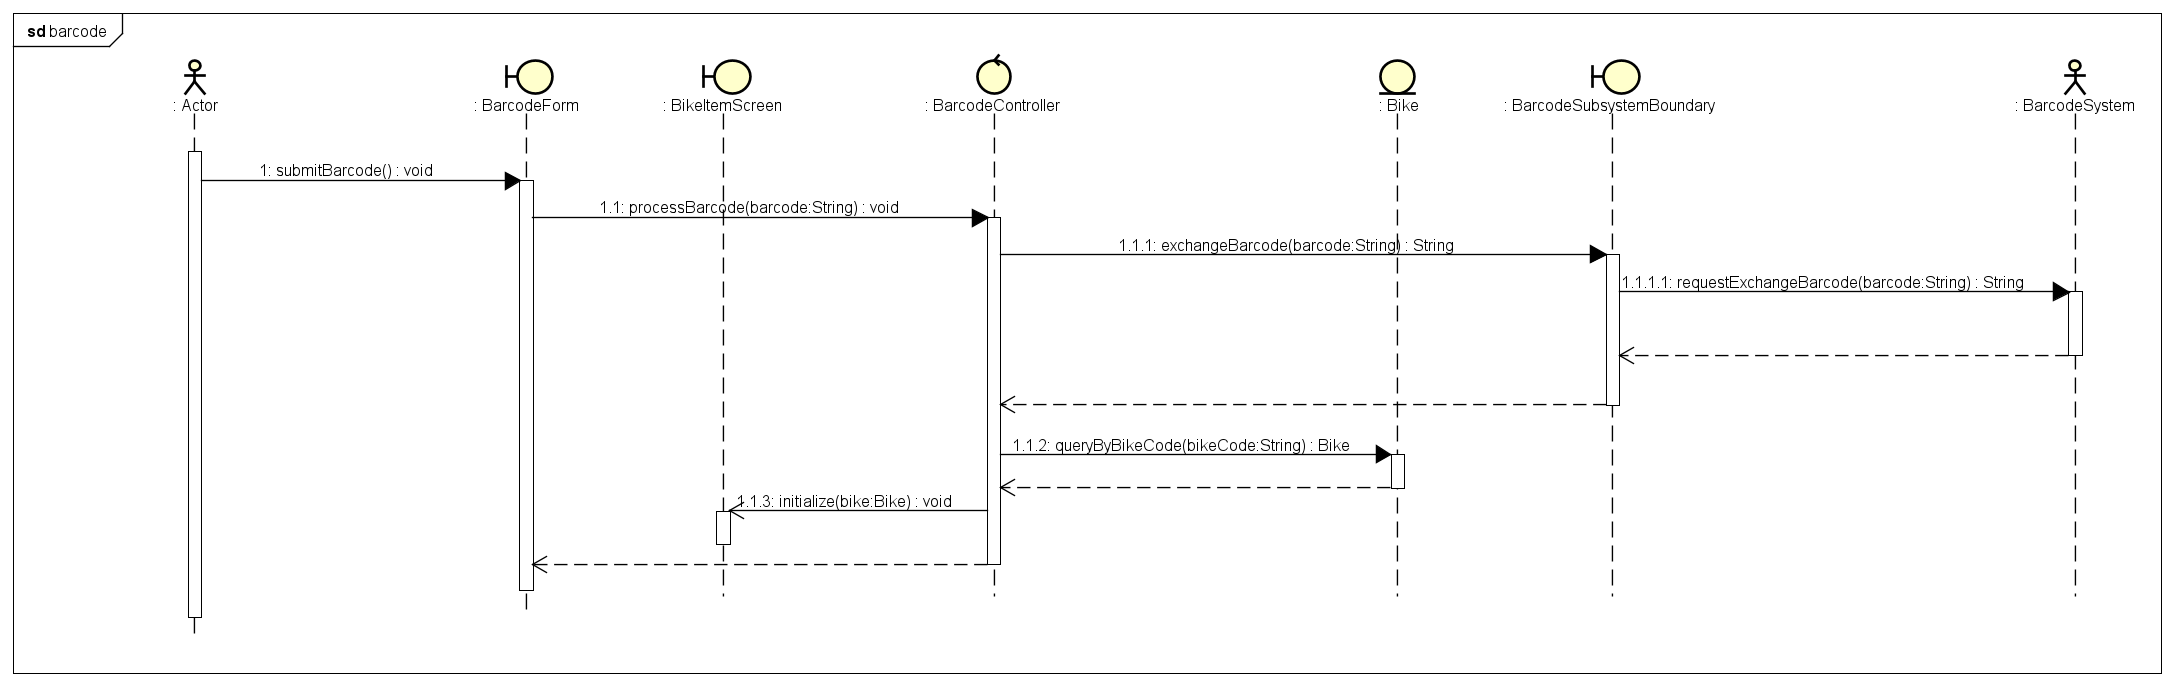 sd barcode
: Actor
: BarcodeForm
: BikeItemScreen
: BarcodeController
: Bike
: BarcodeSubsystemBoundary
: BarcodeSystem
1: submitBarcode() : void
1.1: processBarcode(barcode:String) : void
1.1.1: exchangeBarcode(barcode:String) : String
1.1.1.1: requestExchangeBarcode(barcode:String) : String
1.1.2: queryByBikeCode(bikeCode:String) : Bike
1.1.3: initialize(bike:Bike) : void